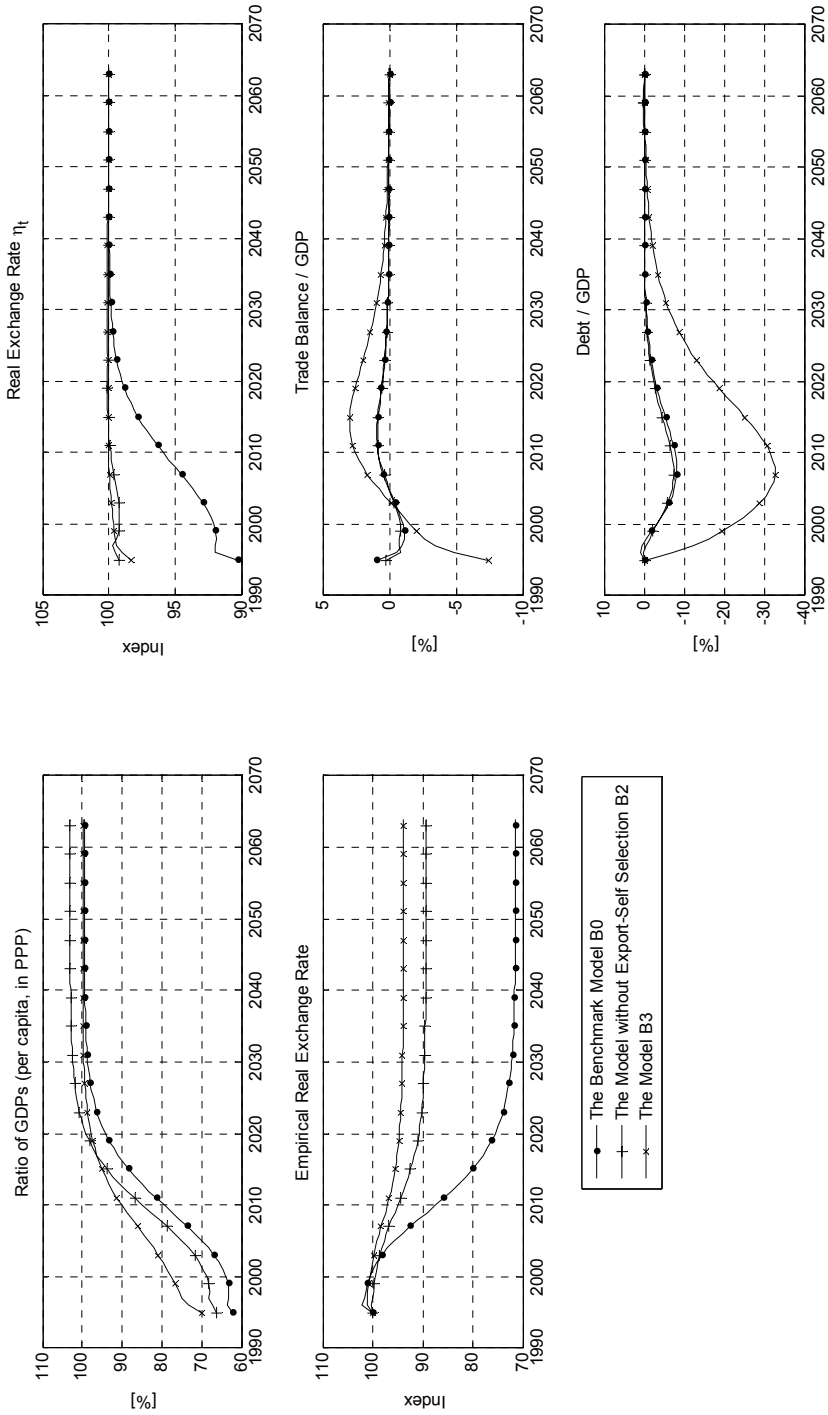 Ratio of GDPs (per capita, in PPP)
[%]
110
100
90
80
70
60
1990 2000 2010 2020 2030 2040 2050 2060 2070
Real Exchange Rate ηt
Index
105
100
95
90
1990 2000 2010 2020 2030 2040 2050 2060 2070
Empirical Real Exchange Rate
Index
110
100
90
80
70
1990 2000 2010 2020 2030 2040 2050 2060 2070
Trade Balance / GDP
[%]
5
0
-5
-10
1990 2000 2010 2020 2030 2040 2050 2060 2070
The Benchmark Model B0
The Model without Export-Self Selection B2
The Model B3
Debt / GDP
[%]
10
0
-10
-20
-30
-40
1990 2000 2010 2020 2030 2040 2050 2060 2070